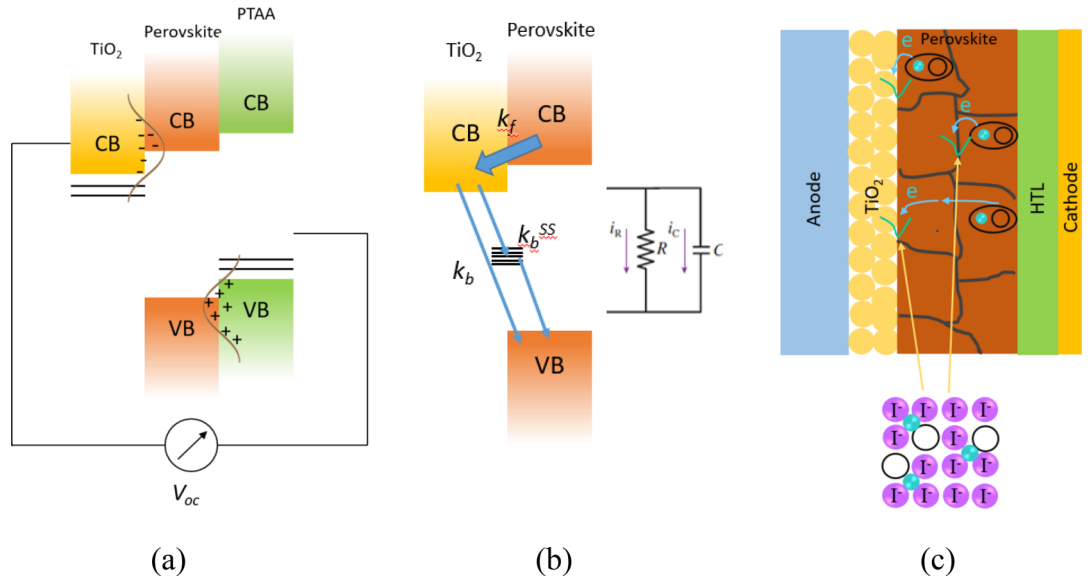 PTAA
Perovskite
TiO2
CB
CB
CB
-
-
-
-
-
-
VB
VB
+
+
+
+
+
+
+
Voc
(a)
Perovskite
TiO2
CB
kf
CB
kb
kbSS
VB
iR
R
iC
C
(b)
Perovskite
e
e
e
Anode
TiO2
HTL
Cathode
I- I- I- I-
I- I-
I- I- I-
I- I- I- I-
(c)